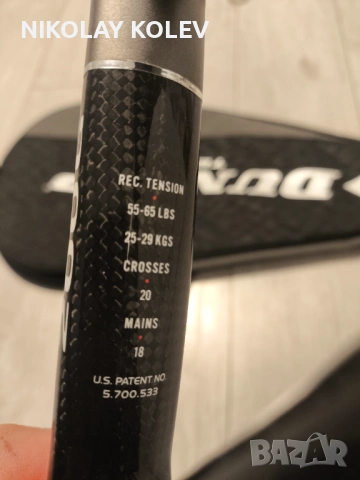 NIKOLAY KOLEV
REC. TENSION
55-65 LBS
25-29 KGS
CROSSES
20
MAINS
18
U.S. PATENT NO.
5.700.533
BAZAR